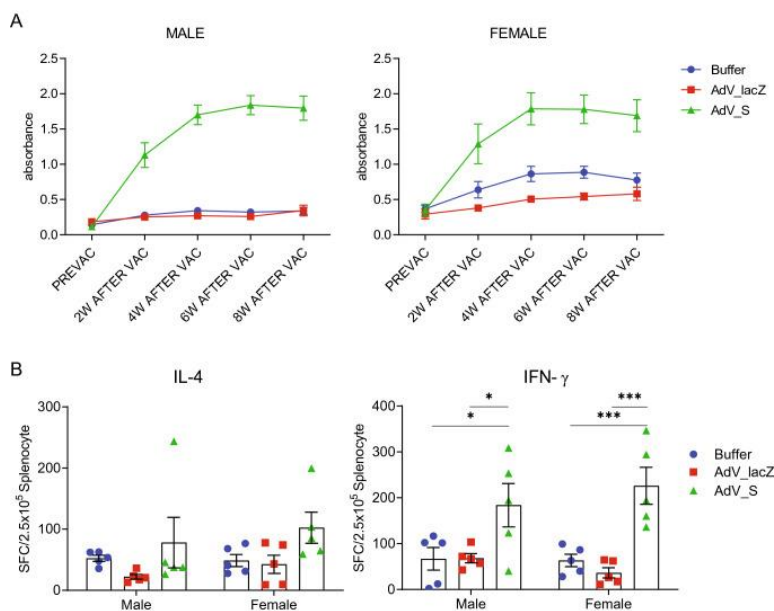 A
MALE
FEMALE
absorbance
2.5
2.0
1.5
1.0
0.5
0.0
PREVAC
2W AFTER VAC
4W AFTER VAC
6W AFTER VAC
8W AFTER VAC
absorbance
2.5
2.0
1.5
1.0
0.5
0.0
PREVAC
2W AFTER VAC
4W AFTER VAC
6W AFTER VAC
8W AFTER VAC
Buffer
AdV_lacZ
AdV_S
B
IL-4
IFN-γ
SFC/2.5x10⁵ Splenocyte
300
200
100
0
Male
Female
SFC/2.5x10⁵ Splenocyte
400
300
200
100
0
*
*
***
***
Male
Female
Buffer
AdV_lacZ
AdV_S